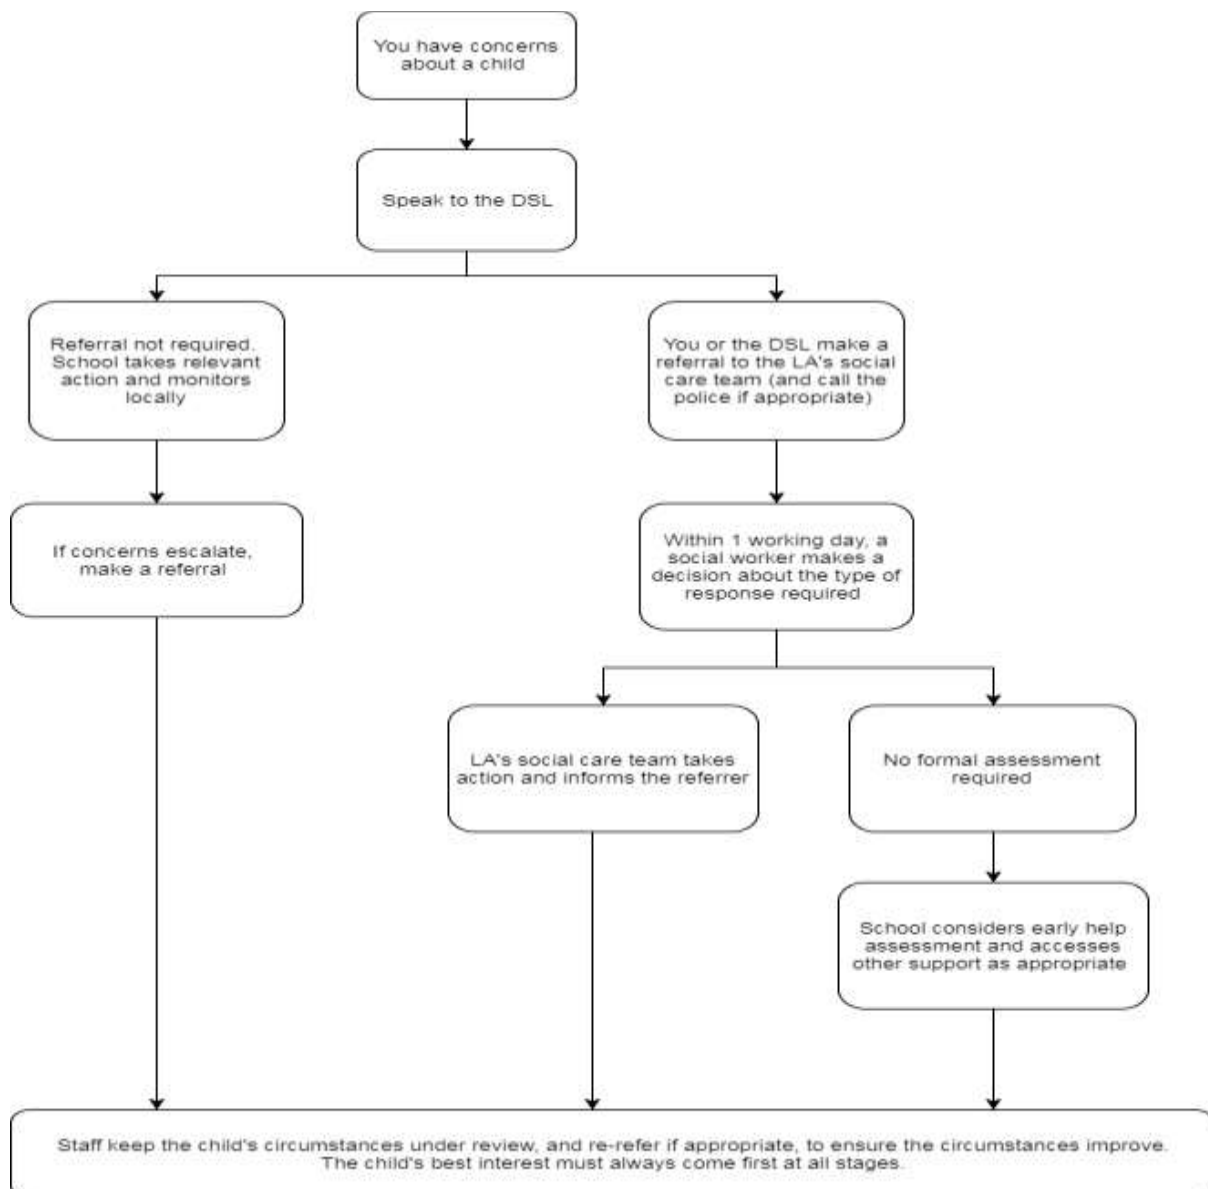 You have concerns
about a child
Speak to the DSL
Referral not required.
School takes relevant
action and monitors
locally
You or the DSL make a
referral to the LA's social
care team (and call the
police if appropriate)
If concerns escalate,
make a referral
Within 1 working day, a
social worker makes a
decision about the type of
response required
LA's social care team takes
action and informs the referrer
No formal assessment
required
School considers early help
assessment and accesses
other support as appropriate
Staff keep the child's circumstances under review, and re-refer if appropriate, to ensure the circumstances improve.
The child's best interest must always come first at all stages.